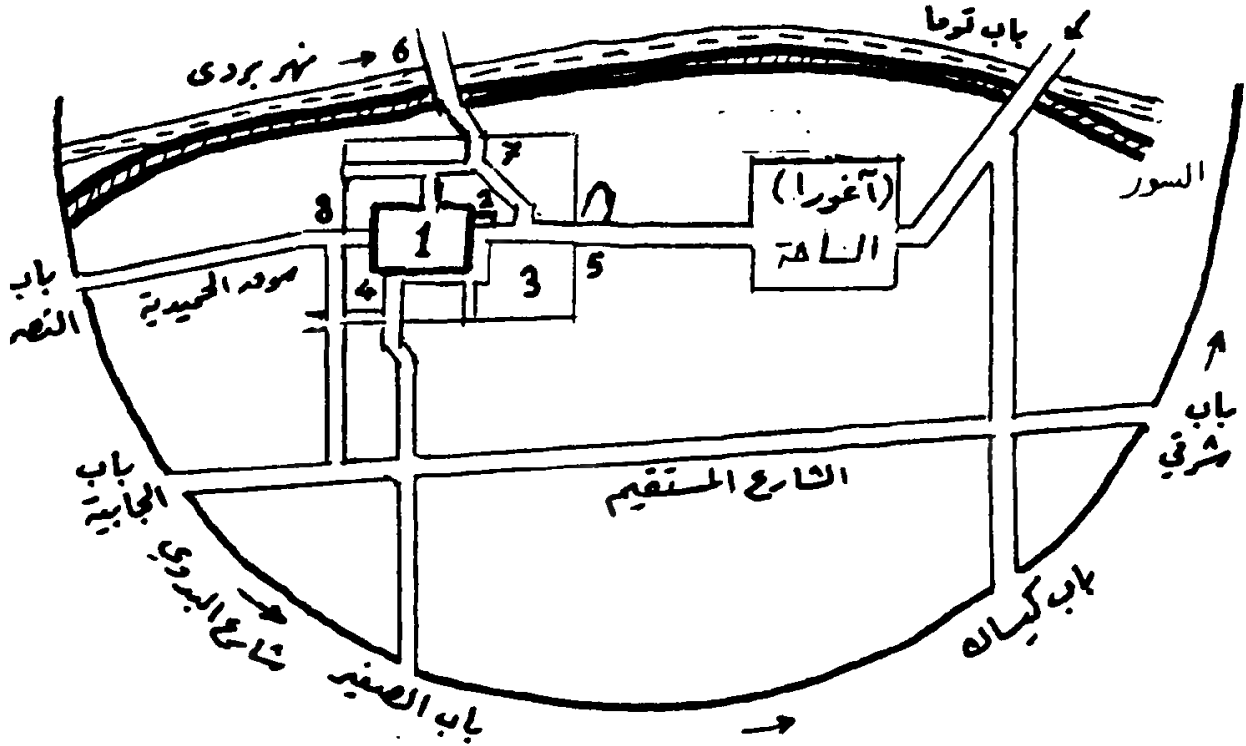 باب توما
6
نهر بردى
7
السور
(آغورا)
الساحة
8
2
1
5
3
4
باب
النصر
سوق الحميدية
باب
شرقي
باب
الجابية
الشارع المستقيم
شارع البدوي
باب كيسان
باب الصغير